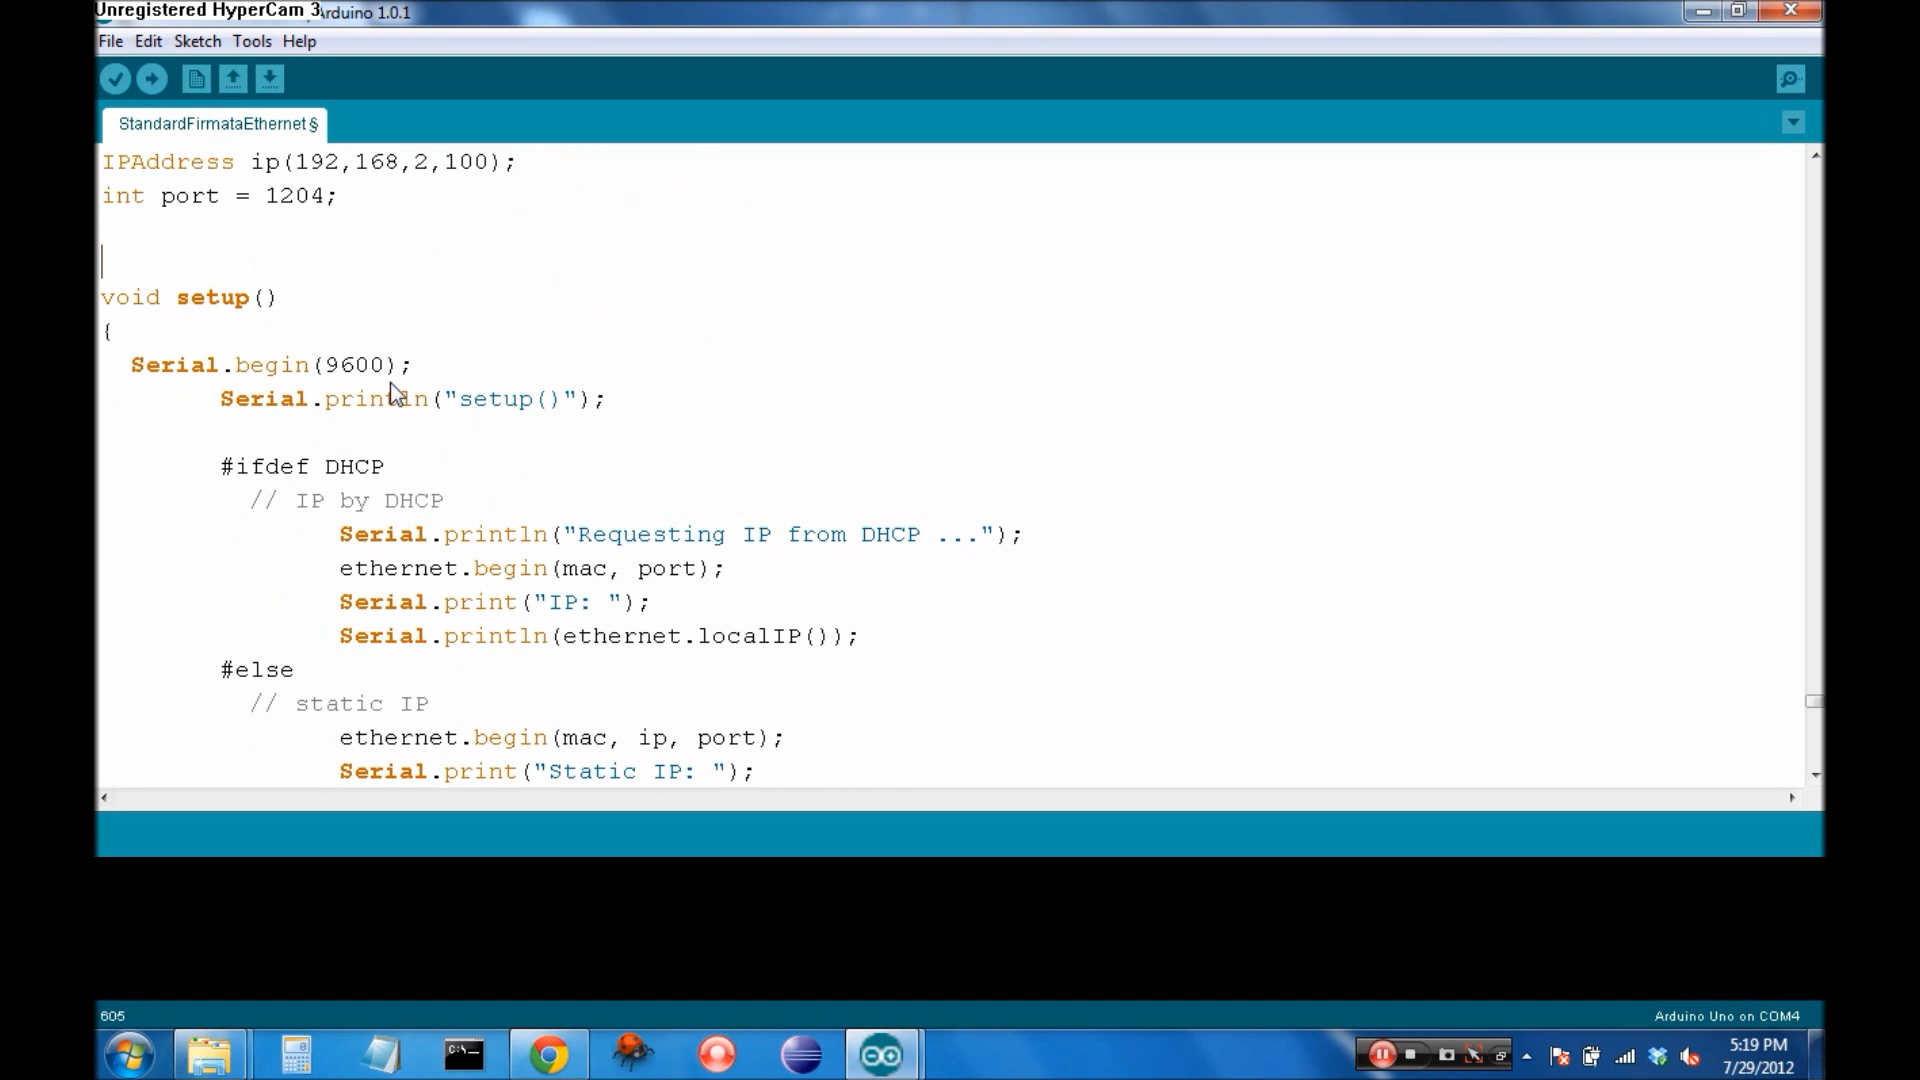 Unregistered HyperCam 3
Arduino 1.0.1
File Edit Sketch Tools Help
StandardFirmataEthernet §
IPAddress ip(192,168,2,100);
int port = 1204;
void setup()
{
Serial.begin(9600);
Serial.println("setup()");
#ifdef DHCP
// IP by DHCP
Serial.println("Requesting IP from DHCP ...");
ethernet.begin(mac, port);
Serial.print("IP: ");
Serial.println(ethernet.localIP());
#else
// static IP
ethernet.begin(mac, ip, port);
Serial.print("Static IP: ");
605
Arduino Uno on COM4
C:\
5:19 PM
7/29/2012